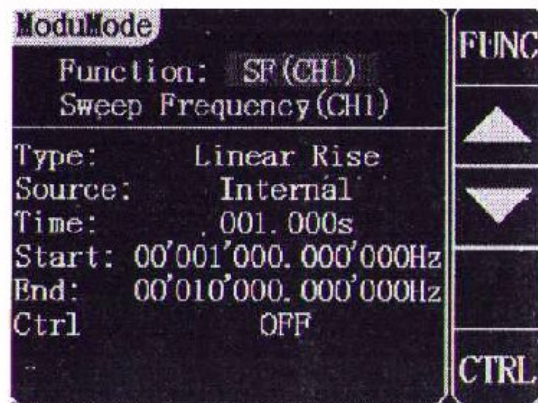 ModuMode
Function: SF(CH1)
Sweep Frequency(CH1)
Type: Linear Rise
Source: Internal
Time: 001.000s
Start: 00'001'000.000'000Hz
End: 00'010'000.000'000Hz
Ctrl OFF
FUNC
CTRL